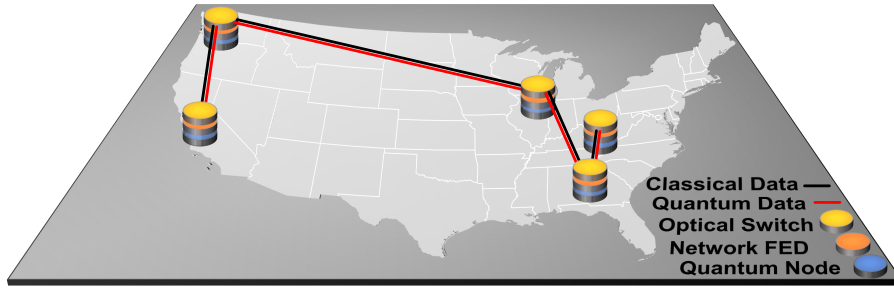 Classical Data
Quantum Data
Optical Switch
Network FED
Quantum Node